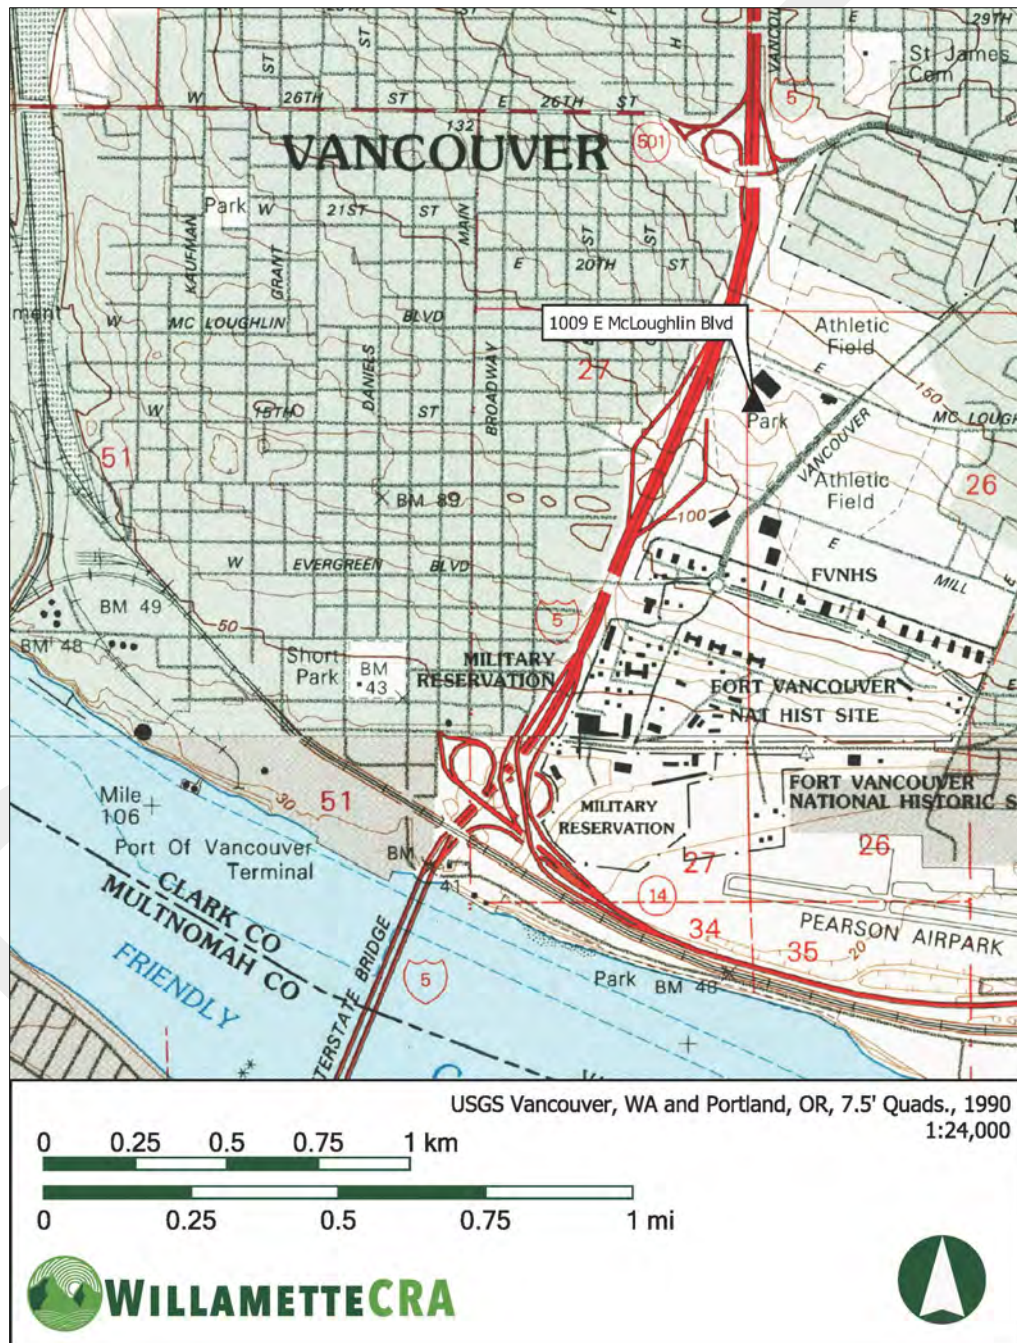 29TH
ST
ST
ST
H
E
VANCOU
St James
Cem
5
W 26TH ST E 26TH ST
132
VANCOUVER
501
Park
W 21ST ST
KAUFMAN
GRANT
MAIN
ST
ST
E 20TH ST
W MC LOUGHLIN BLVD
1009 E McLoughlin Blvd
Athletic
Field
E
27
DANIELS
BROADWAY
W 15TH ST
150
MC LOUGH
Park
VANCOUVER
51
Athletic
Field
26
BM 89
100
E
MILL
W EVERGREEN BLVD
FVNHS
BM 49
5
50
BM 48
Short
Park
BM
43
MILITARY
RESERVATION
FORT VANCOUVER
NAT HIST SITE
E
Mile
106
30
51
FORT VANCOUVER
NATIONAL HISTORIC S
MILITARY
RESERVATION
Port Of Vancouver
Terminal
BM
41
27
26
14
CLARK CO
MULTNOMAH CO
34
35
PEARSON AIRPARK
20
FRIENDLY
5
Park
BM 48
TERSTATE BRIDGE
C
USGS Vancouver, WA and Portland, OR, 7.5' Quads., 1990
1:24,000
0 0.25 0.5 0.75 1 km
0 0.25 0.5 0.75 1 mi
WILLAMETTECRA